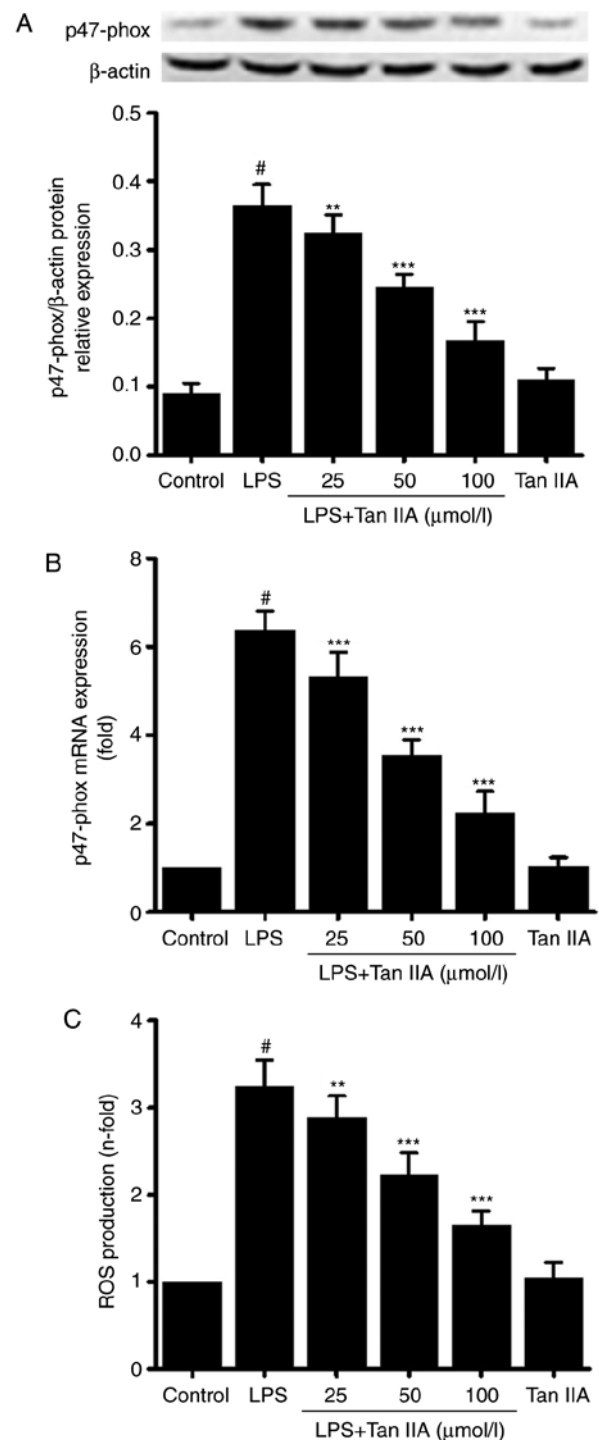 A
p47-phox
β-actin
p47-phox/β-actin protein
relative expression
0.5
0.4
0.3
0.2
0.1
0.0
#
**
***
***
Control LPS 25 50 100 Tan IIA
LPS+Tan IIA (μmol/l)
B
p47-phox mRNA expression
(fold)
8
6
4
2
0
#
***
***
***
Control LPS 25 50 100 Tan IIA
LPS+Tan IIA (μmol/l)
C
ROS production (n-fold)
4
3
2
1
0
#
**
***
***
Control LPS 25 50 100 Tan IIA
LPS+Tan IIA (μmol/l)